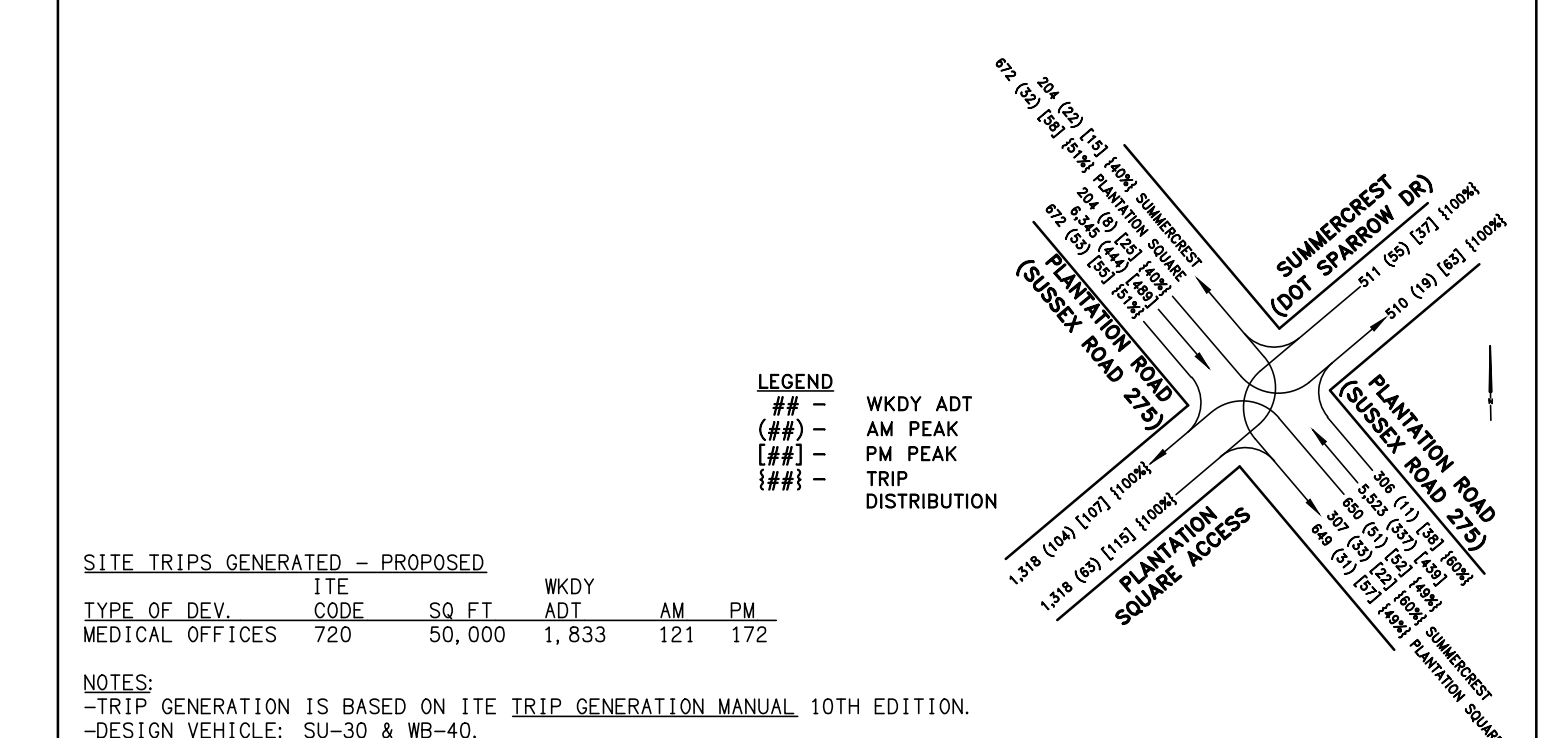 672 (32) [58] {51%} PLANTATION SQUARE
204 (22) [15] {40%} SUMMERCREST
204 (8) [25] {40%}
6,345 (444) [489]
672 (53) [55] {51%}
PLANTATION ROAD
(SUSSEX ROAD 275)
SUMMERCREST
(DOT SPARROW DR)
511 (55) [37] {100%}
510 (19) [63] {100%}
PLANTATION ROAD
(SUSSEX ROAD 275)
N
306 (11) [38] {60%}
5,523 (337) [439]
650 (51) [52] {49%}
307 (33) [22] {60%} SUMMERCREST
649 (31) [57] {49%} PLANTATION SQUARE
1,318 (104) [107] {100%}
1,318 (63) [115] {100%}
PLANTATION
SQUARE ACCESS
LEGEND
## – WKDY ADT
(##) – AM PEAK
[##] – PM PEAK
{##} – TRIP
DISTRIBUTION
SITE TRIPS GENERATED – PROPOSED
ITE WKDY
TYPE OF DEV. CODE SQ FT ADT AM PM
MEDICAL OFFICES 720 50,000 1,833 121 172
NOTES:
–TRIP GENERATION IS BASED ON ITE TRIP GENERATION MANUAL 10TH EDITION.
–DESIGN VEHICLE: SU–30 & WB–40.